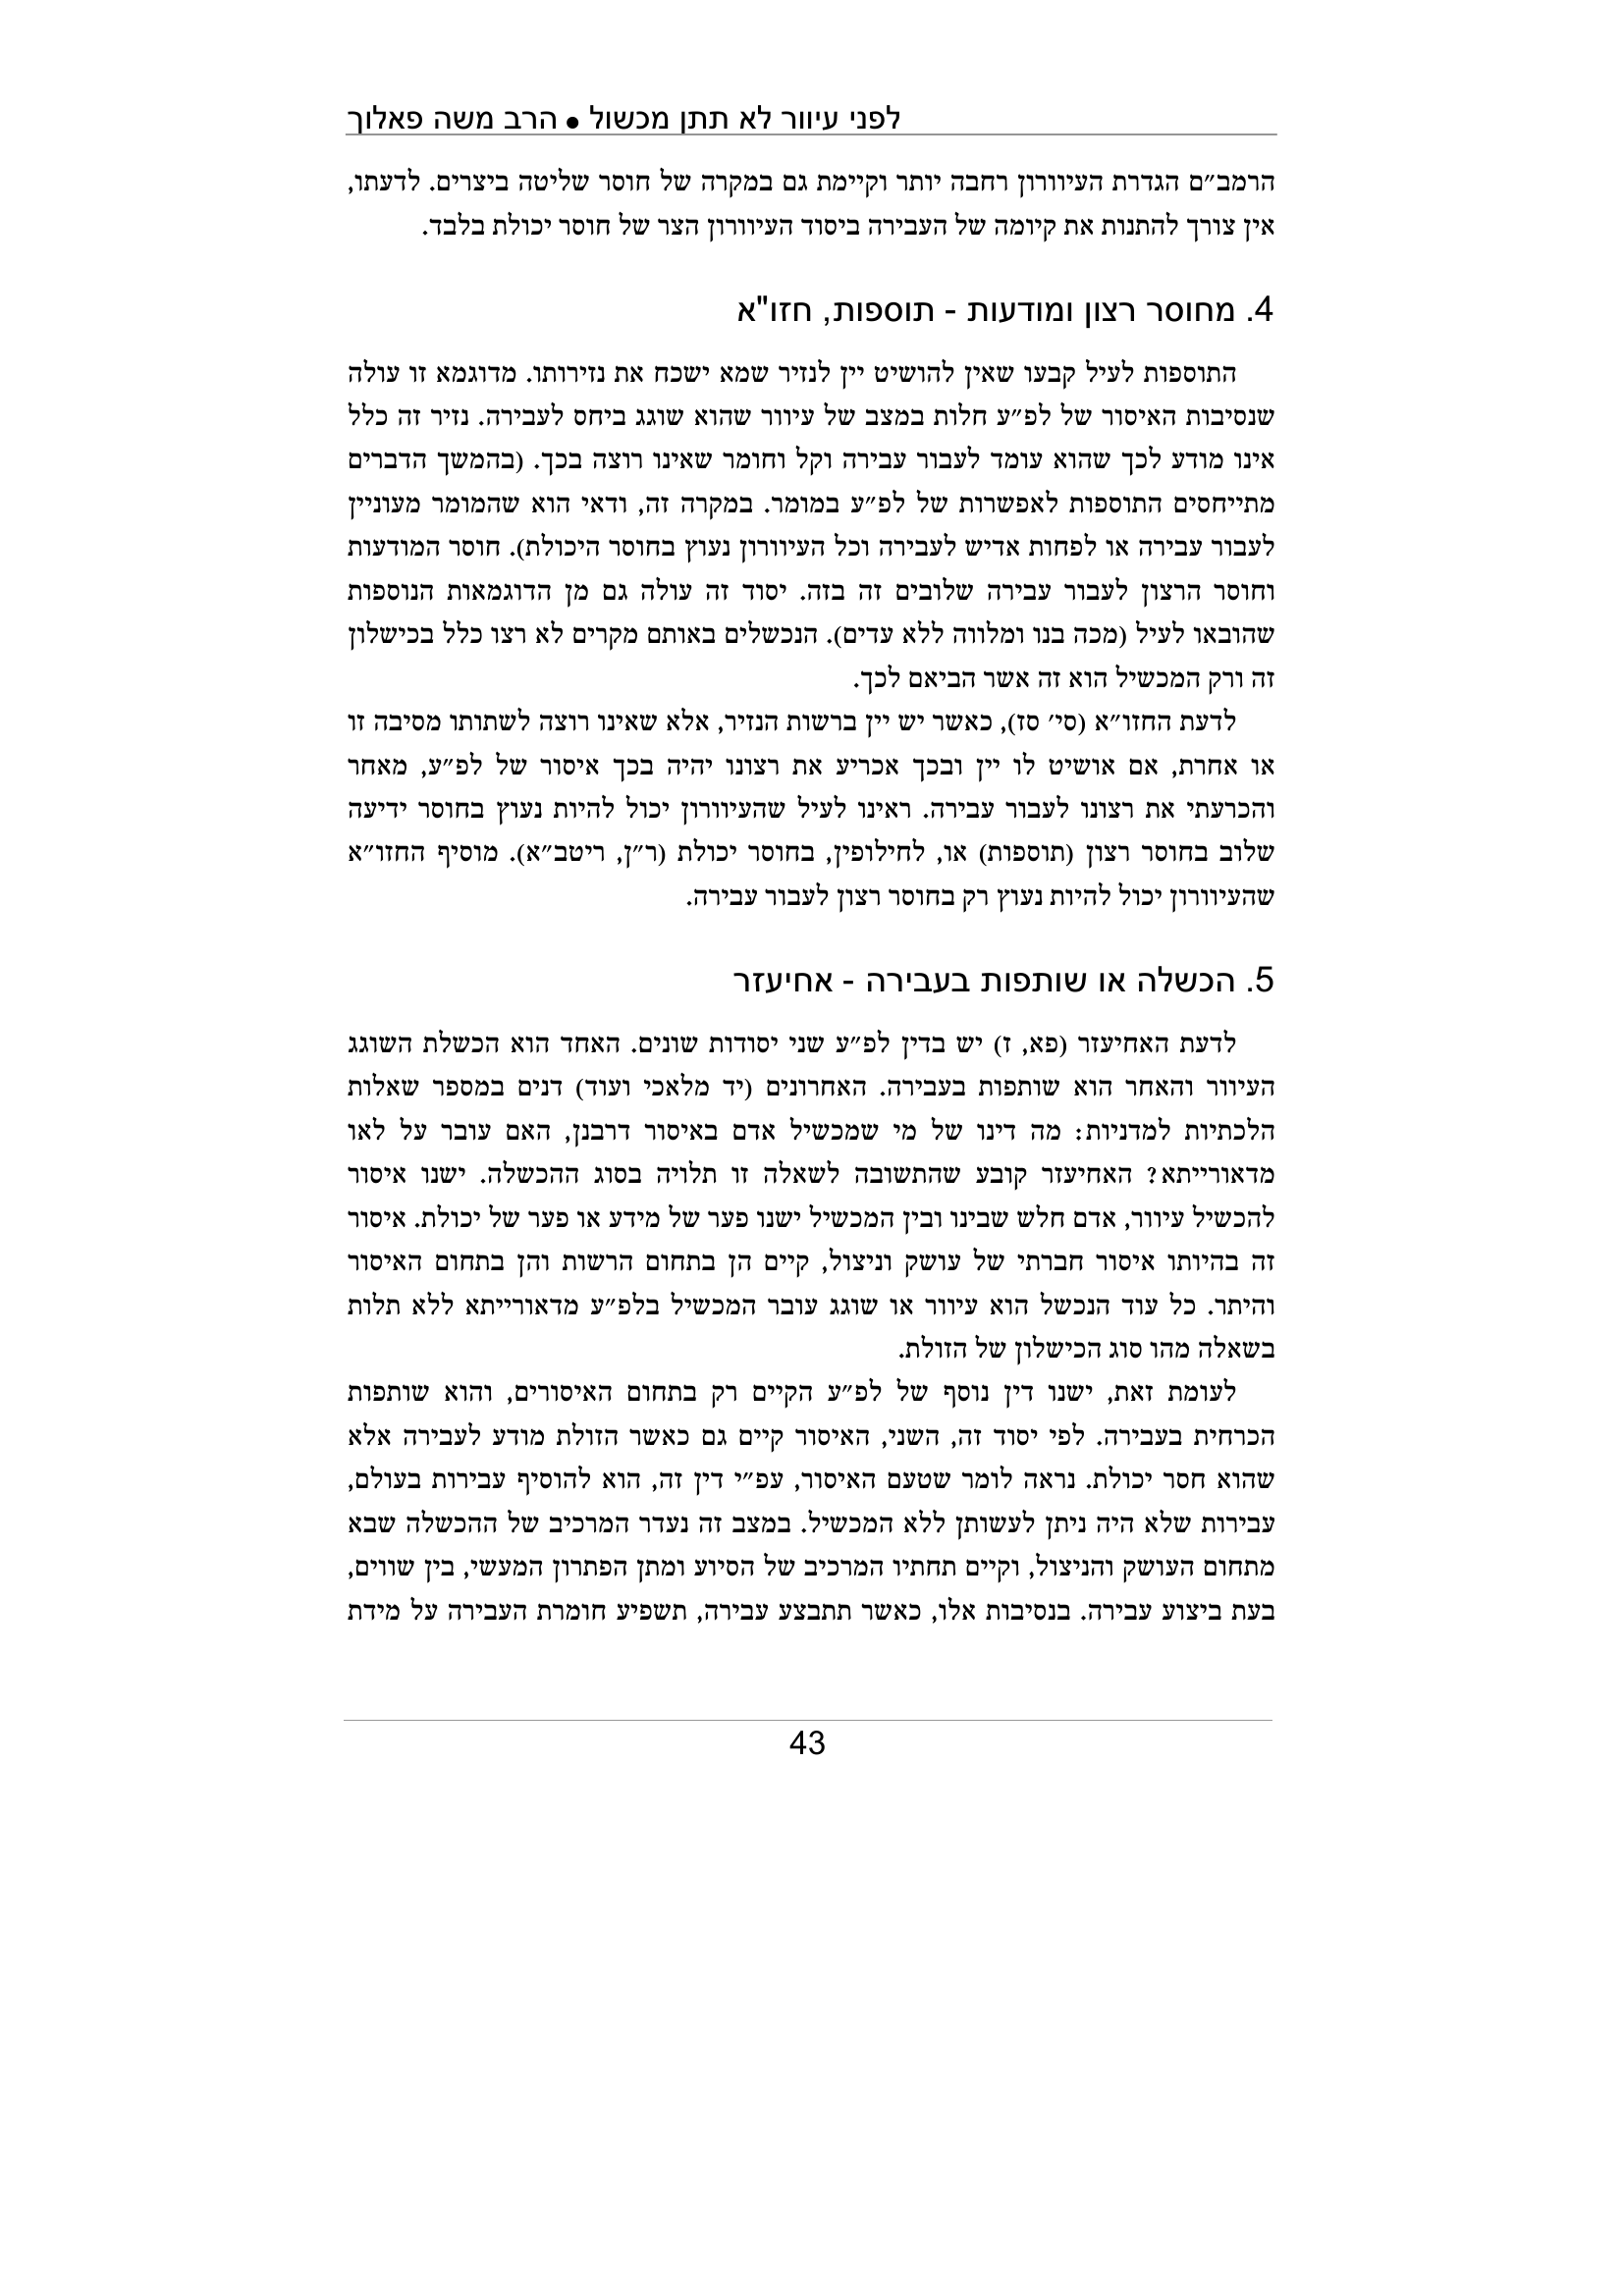 לפני עיוור לא תתן מכשול ● הרב משה פאלוך
הרמב״ם הגדרת העיוורון רחבה יותר וקיימת גם במקרה של חוסר שליטה ביצרים. לדעתו,
אין צורך להתנות את קיומה של העבירה ביסוד העיוורון הצר של חוסר יכולת בלבד.
4. מחוסר רצון ומודעות - תוספות, חזו"א
התוספות לעיל קבעו שאין להושיט יין לנזיר שמא ישכח את נזירותו. מדוגמא זו עולה
שנסיבות האיסור של לפ״ע חלות במצב של עיוור שהוא שוגג ביחס לעבירה. נזיר זה כלל
אינו מודע לכך שהוא עומד לעבור עבירה וקל וחומר שאינו רוצה בכך. (בהמשך הדברים
מתייחסים התוספות לאפשרות של לפ״ע במומר. במקרה זה, ודאי הוא שהמומר מעוניין
לעבור עבירה או לפחות אדיש לעבירה וכל העיוורון נעוץ בחוסר היכולת). חוסר המודעות
וחוסר הרצון לעבור עבירה שלובים זה בזה. יסוד זה עולה גם מן הדוגמאות הנוספות
שהובאו לעיל (מכה בנו ומלווה ללא עדים). הנכשלים באותם מקרים לא רצו כלל בכישלון
זה ורק המכשיל הוא זה אשר הביאם לכך.
לדעת החזו״א (סי׳ סז), כאשר יש יין ברשות הנזיר, אלא שאינו רוצה לשתותו מסיבה זו
או אחרת, אם אושיט לו יין ובכך אכריע את רצונו יהיה בכך איסור של לפ״ע, מאחר
והכרעתי את רצונו לעבור עבירה. ראינו לעיל שהעיוורון יכול להיות נעוץ בחוסר ידיעה
שלוב בחוסר רצון (תוספות) או, לחילופין, בחוסר יכולת (ר״ן, ריטב״א). מוסיף החזו״א
שהעיוורון יכול להיות נעוץ רק בחוסר רצון לעבור עבירה.
5. הכשלה או שותפות בעבירה - אחיעזר
לדעת האחיעזר (פא, ז) יש בדין לפ״ע שני יסודות שונים. האחד הוא הכשלת השוגג
העיוור והאחר הוא שותפות בעבירה. האחרונים (יד מלאכי ועוד) דנים במספר שאלות
הלכתיות למדניות: מה דינו של מי שמכשיל אדם באיסור דרבנן, האם עובר על לאו
מדאורייתא? האחיעזר קובע שהתשובה לשאלה זו תלויה בסוג ההכשלה. ישנו איסור
להכשיל עיוור, אדם חלש שבינו ובין המכשיל ישנו פער של מידע או פער של יכולת. איסור
זה בהיותו איסור חברתי של עושק וניצול, קיים הן בתחום הרשות והן בתחום האיסור
והיתר. כל עוד הנכשל הוא עיוור או שוגג עובר המכשיל בלפ״ע מדאורייתא ללא תלות
בשאלה מהו סוג הכישלון של הזולת.
לעומת זאת, ישנו דין נוסף של לפ״ע הקיים רק בתחום האיסורים, והוא שותפות
הכרחית בעבירה. לפי יסוד זה, השני, האיסור קיים גם כאשר הזולת מודע לעבירה אלא
שהוא חסר יכולת. נראה לומר שטעם האיסור, עפ״י דין זה, הוא להוסיף עבירות בעולם,
עבירות שלא היה ניתן לעשותן ללא המכשיל. במצב זה נעדר המרכיב של ההכשלה שבא
מתחום העושק והניצול, וקיים תחתיו המרכיב של הסיוע ומתן הפתרון המעשי, בין שווים,
בעת ביצוע עבירה. בנסיבות אלו, כאשר תתבצע עבירה, תשפיע חומרת העבירה על מידת
43